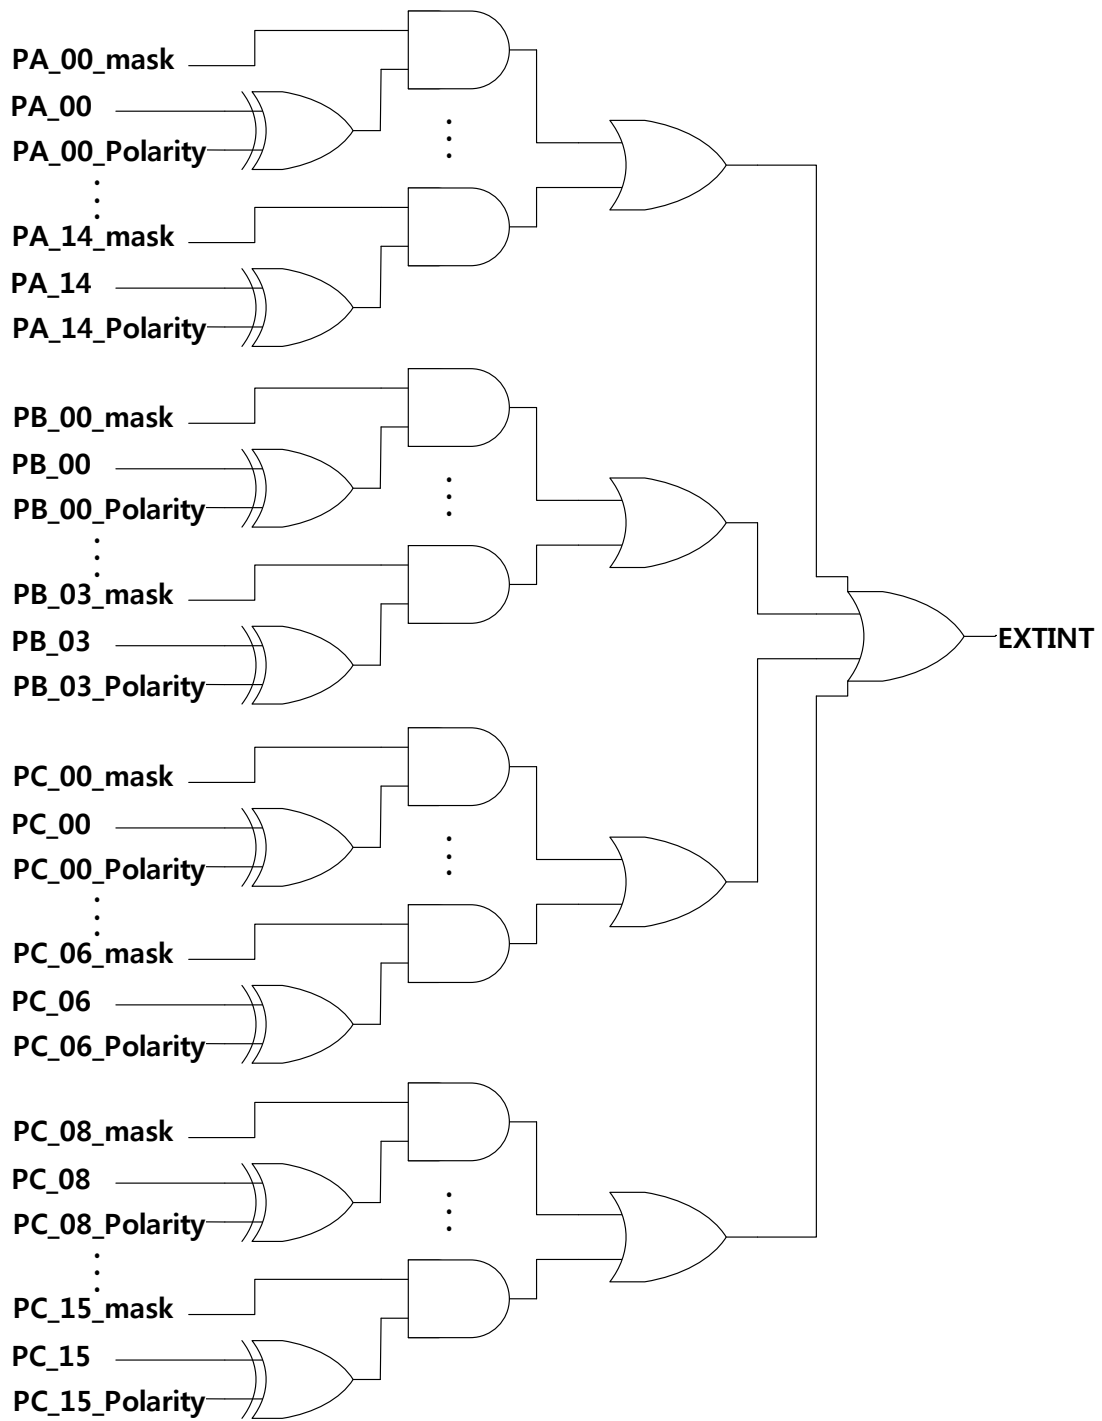 PA_00_mask
PA_00
PA_00_Polarity
PA_14_mask
PA_14
PA_14_Polarity
PB_00_mask
PB_00
PB_00_Polarity
PB_03_mask
PB_03
PB_03_Polarity
EXTINT
PC_00_mask
PC_00
PC_00_Polarity
PC_06_mask
PC_06
PC_06_Polarity
PC_08_mask
PC_08
PC_08_Polarity
PC_15_mask
PC_15
PC_15_Polarity